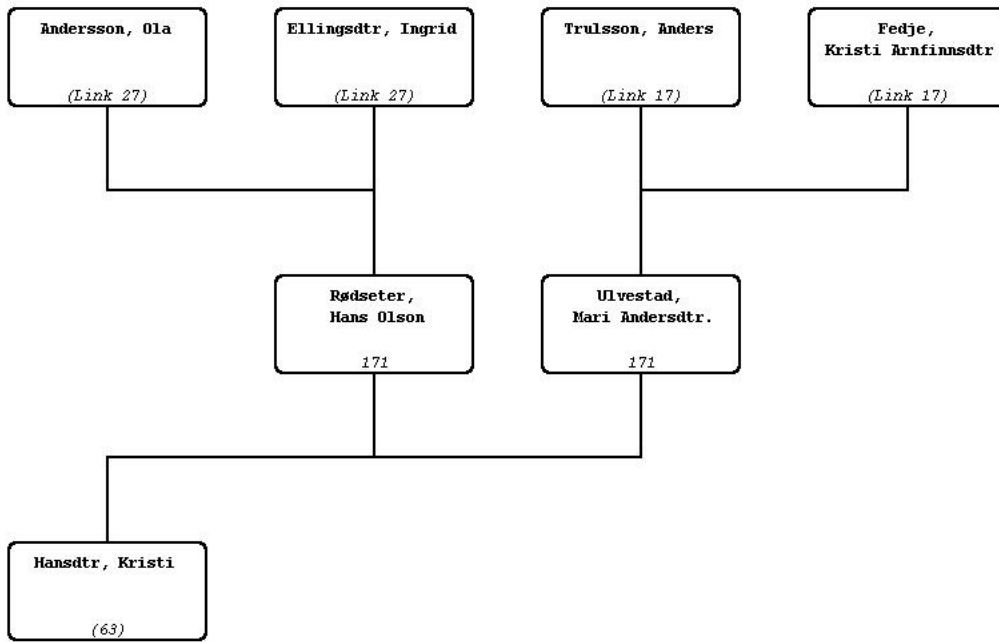 Andersson, Ola
(Link 27)
Ellingsdtr, Ingrid
(Link 27)
Trulsson, Anders
(Link 17)
Fedje,
Kristi Arnfinnsdtr
(Link 17)
Rødseter,
Hans Olson
171
Ulvestad,
Mari Andersdtr.
171
Hansdtr, Kristi
(63)